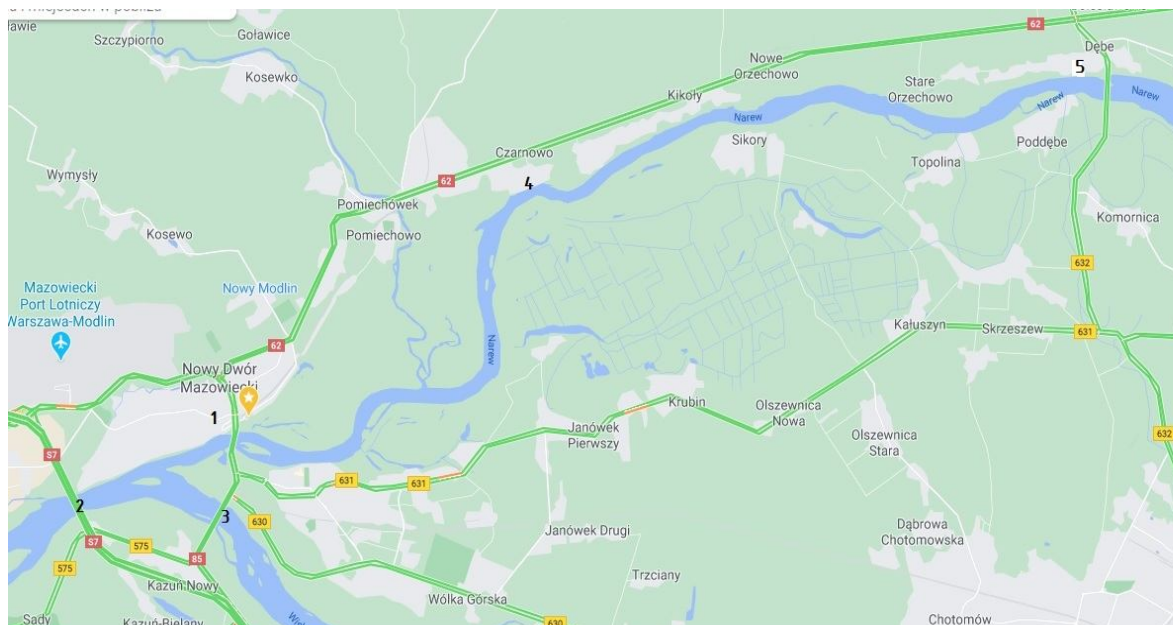 62
Goławice
Szczypiorno
Dębe
Kosewko
Nowe
Orzechowo
5
Stare
Orzechowo
Kikoły
Narew
Narew
Narew
Sikory
Poddębe
Czarnowo
Topolina
Wymysły
62
4
Pomiechówek
Komornica
Kosewo
Pomiechowo
632
Mazowiecki
Port Lotniczy
Warszawa-Modlin
Nowy Modlin
Kałuszyn
Skrzeszew
631
62
Narew
Nowy Dwór
Mazowiecki
1
Krubin
Olszewnica
Nowa
Janówek
Pierwszy
Olszewnica
Stara
632
S7
631
631
2
3
630
Janówek Drugi
Dąbrowa
Chotomowska
S7
575
85
575
Kazuń Nowy
Trzciany
Wólka Górska
Sady
Kazuń-Bielany
630
Chotomów